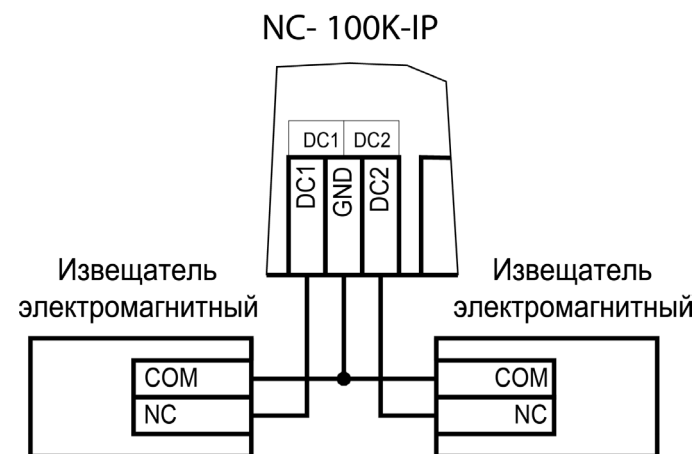 NC- 100K-IP
DC1 DC2
DC1 GND DC2
Извещатель
электромагнитный
Извещатель
электромагнитный
COM
NC
COM
NC